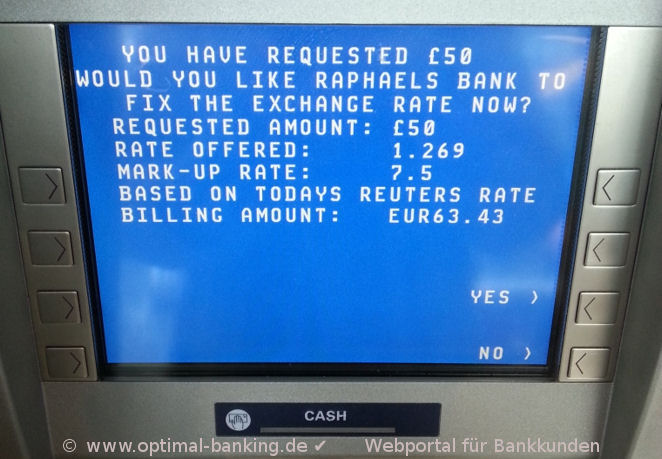 YOU HAVE REQUESTED £50
WOULD YOU LIKE RAPHAELS BANK TO
FIX THE EXCHANGE RATE NOW?
REQUESTED AMOUNT: £50
RATE OFFERED: 1.269
MARK-UP RATE: 7.5
BASED ON TODAYS REUTERS RATE
BILLING AMOUNT: EUR63.43
YES >
NO >
CASH
© www.optimal-banking.de ✔ Webportal für Bankkunden